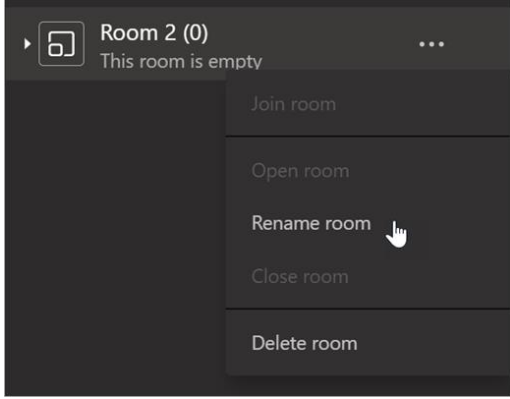 Room 2 (0)
This room is empty
Join room
Open room
Rename room
Close room
Delete room